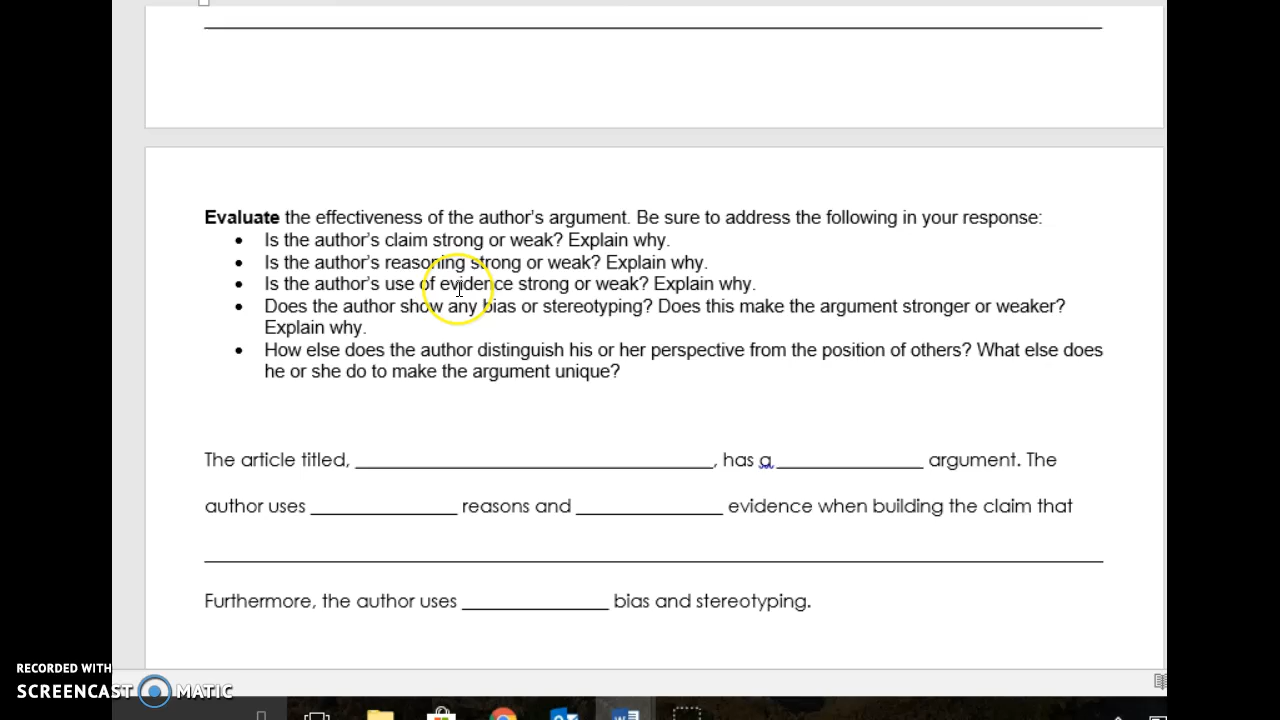 Evaluate the effectiveness of the author's argument. Be sure to address the following in your response:
• Is the author's claim strong or weak? Explain why.
• Is the author's reasoning strong or weak? Explain why.
• Is the author's use of evidence strong or weak? Explain why.
• Does the author show any bias or stereotyping? Does this make the argument stronger or weaker?
Explain why.
• How else does the author distinguish his or her perspective from the position of others? What else does
he or she do to make the argument unique?
The article titled, ____________________, has a ____________ argument. The
author uses ____________ reasons and ____________ evidence when building the claim that
Furthermore, the author uses ____________ bias and stereotyping.
RECORDED WITH
SCREENCAST MATIC